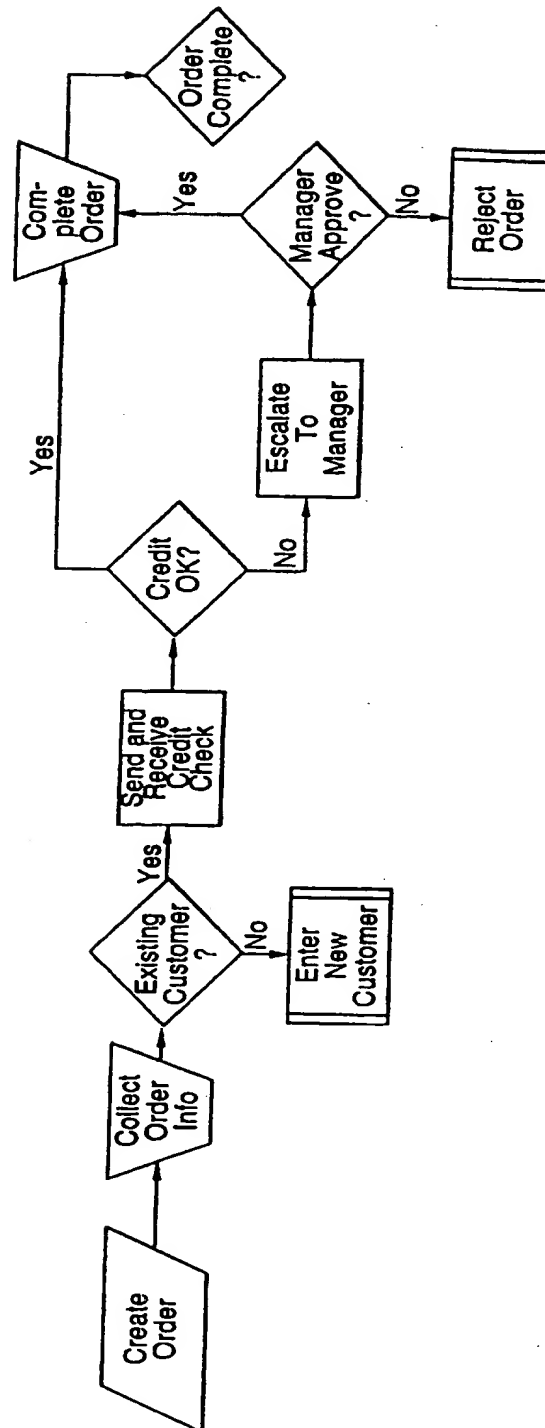 Create
Order
Collect
Order
Info
Existing
Customer
?
Yes
No
Enter
New
Customer
Send and
Receive
Credit
Check
Credit
OK?
Yes
No
Escalate
To
Manager
Manager
Approve
?
Yes
No
Reject
Order
Com-
plete
Order
Order
Complete
?